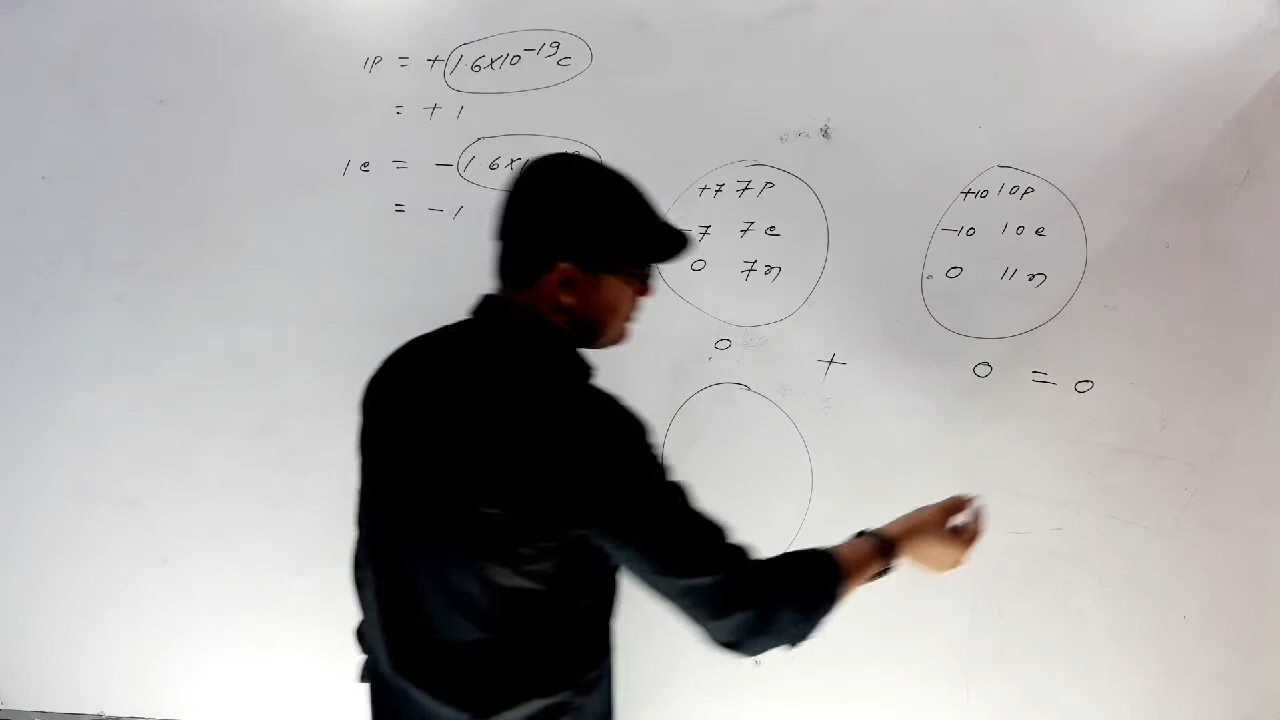 1p = +1.6x10-19c
= +1
1e = -1.6x1
= -1
+7 7p
-7 7e
0 7n
0
+
+10 10p
-10 10e
0 11n
0 = 0